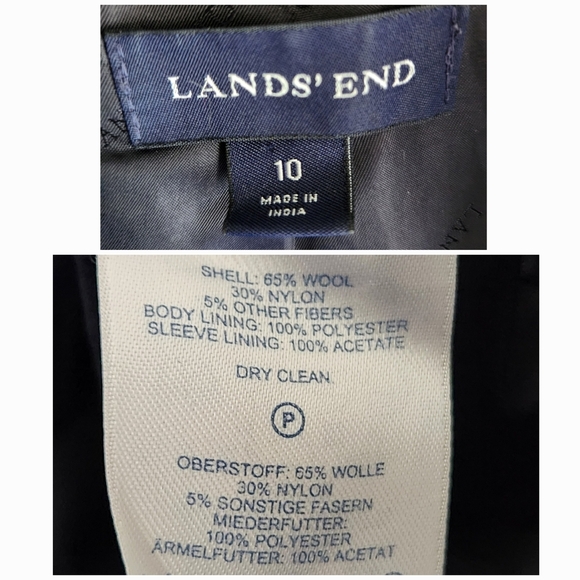 LANDS' END
10
MADE IN
INDIA
SHELL: 65% WOOL
30% NYLON
5% OTHER FIBERS
BODY LINING: 100% POLYESTER
SLEEVE LINING: 100% ACETATE
DRY CLEAN
P
OBERSTOFF: 65% WOLLE
30% NYLON
5% SONSTIGE FASERN
MIEDERFUTTER:
100% POLYESTER
ÄRMELFUTTER: 100% ACETAT